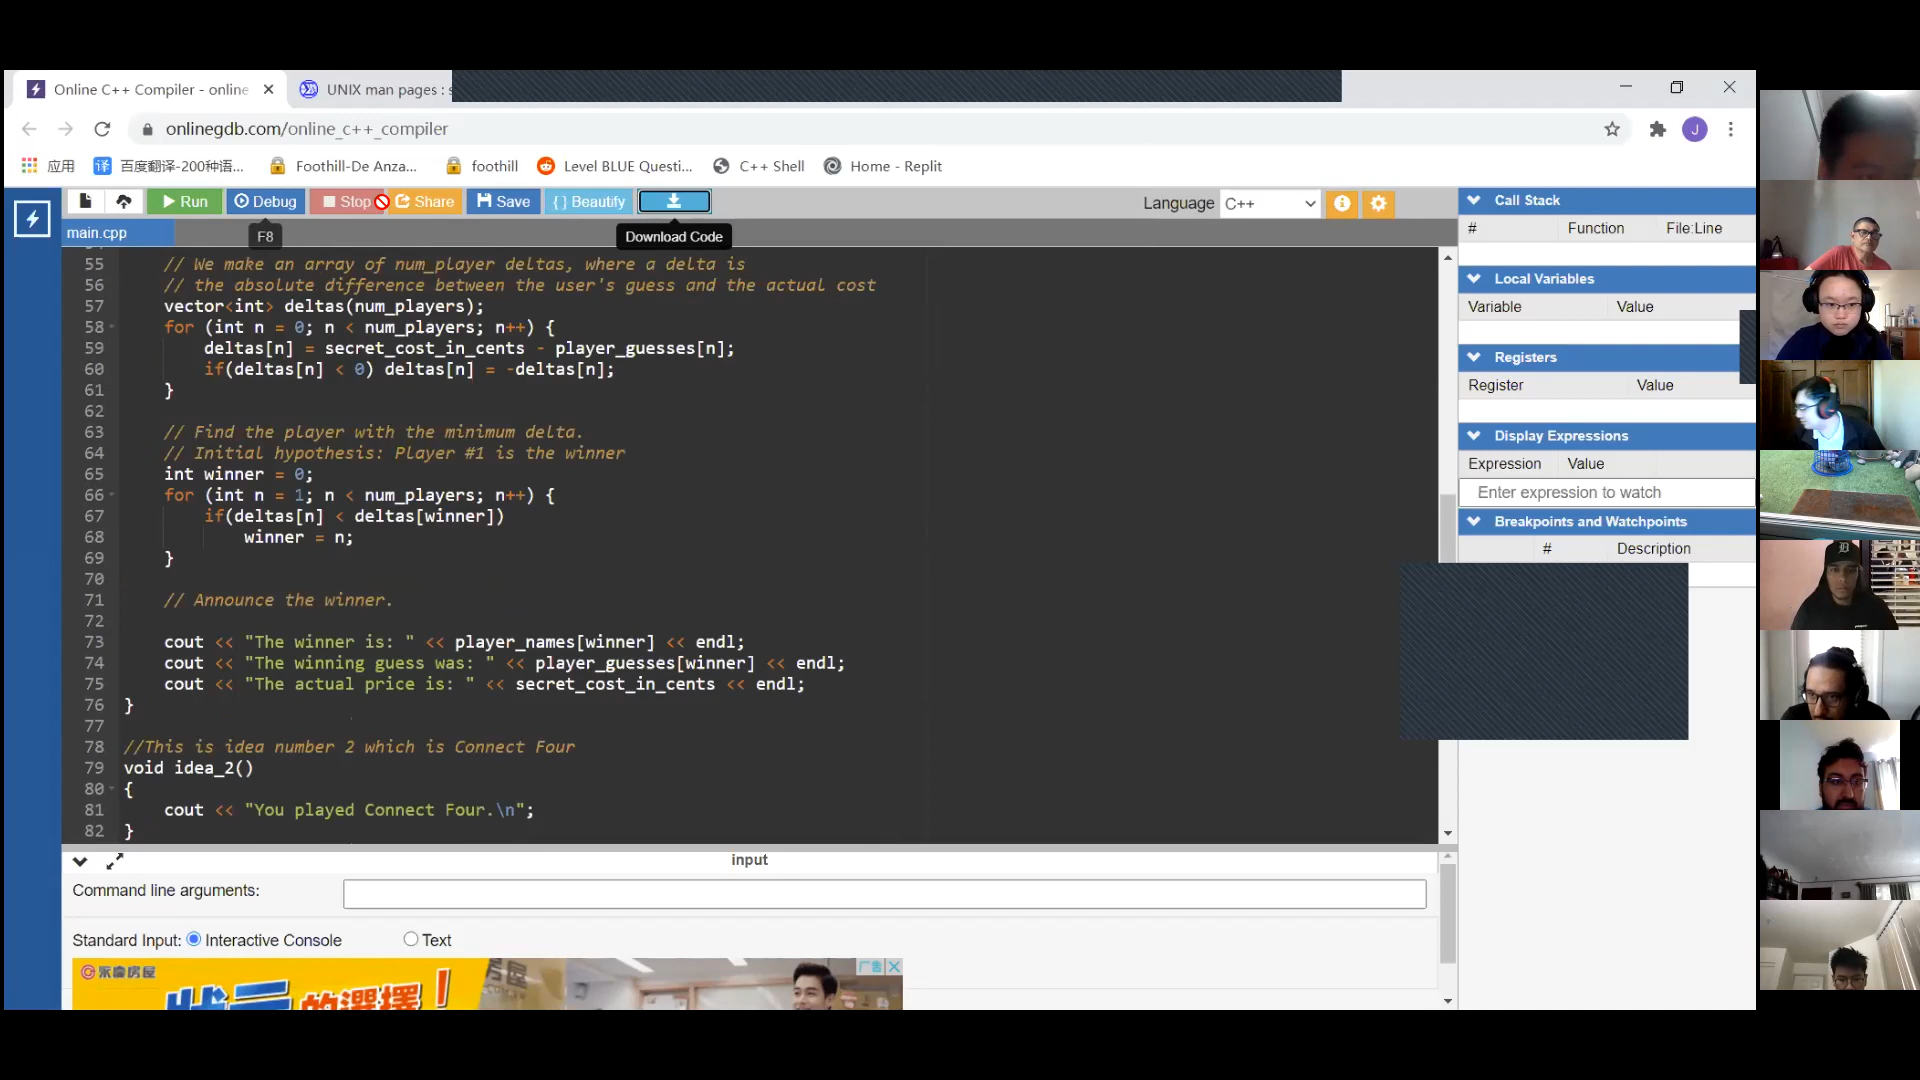 Online C++ Compiler - online
UNIX man pages : s
onlinegdb.com/online_c++_compiler
J
应用
译
百度翻译-200种语...
Foothill-De Anza...
foothill
Level BLUE Questi...
C++ Shell
Home - Replit
Run
Debug
Stop
Share
Save
{ } Beautify
Language
C++
main.cpp
F8
Download Code
55 // We make an array of num_player deltas, where a delta is
56 // the absolute difference between the user's guess and the actual cost
57 vector<int> deltas(num_players);
58 for (int n = 0; n < num_players; n++) {
59 deltas[n] = secret_cost_in_cents - player_guesses[n];
60 if(deltas[n] < 0) deltas[n] = -deltas[n];
61 }
62
63 // Find the player with the minimum delta.
64 // Initial hypothesis: Player #1 is the winner
65 int winner = 0;
66 for (int n = 1; n < num_players; n++) {
67 if(deltas[n] < deltas[winner])
68 winner = n;
69 }
70
71 // Announce the winner.
72
73 cout << "The winner is: " << player_names[winner] << endl;
74 cout << "The winning guess was: " << player_guesses[winner] << endl;
75 cout << "The actual price is: " << secret_cost_in_cents << endl;
76 }
77
78 //This is idea number 2 which is Connect Four
79 void idea_2()
80 {
81 cout << "You played Connect Four.\n";
82 }
Call Stack
# Function File:Line
Local Variables
Variable Value
Registers
Register Value
Display Expressions
Expression Value
Enter expression to watch
Breakpoints and Watchpoints
# Description
input
Command line arguments:
Standard Input: Interactive Console Text
永慶房屋
广告
的選擇！
房屋